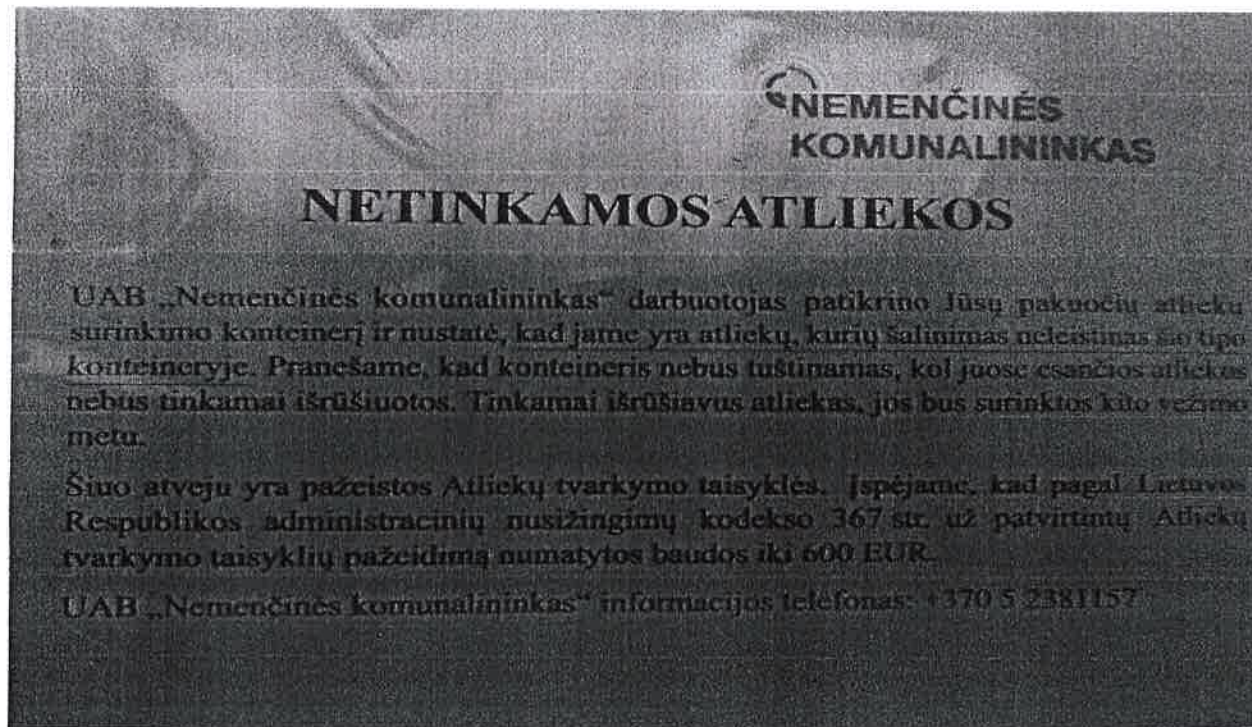 NEMENČINĖS
KOMUNALININKAS
NETINKAMOS ATLIEKOS
UAB „Nemenčinės komunalininkas“ darbuotojas patikrino Jūsų pakuočių atliekų
surinkimo konteinerį ir nustatė, kad jame yra atliekų, kurių šalinimas neleistinas šio tipo
konteineryje. Pranešame, kad konteineris nebus tuštinamas, kol juose esančios atliekos
nebus tinkamai išrūšiuotos. Tinkamai išrūšiavus atliekas, jos bus surinktos kito vežimo
metu.
Šiuo atveju yra pažeistos Atliekų tvarkymo taisyklės. Įspėjame, kad pagal Lietuvos
Respublikos administracinių nusižengimų kodekso 367 str. už patvirtintų Atliekų
tvarkymo taisyklių pažeidimą numatytos baudos iki 600 EUR.
UAB „Nemenčinės komunalininkas“ informacijos telefonas: +370 5 2381157